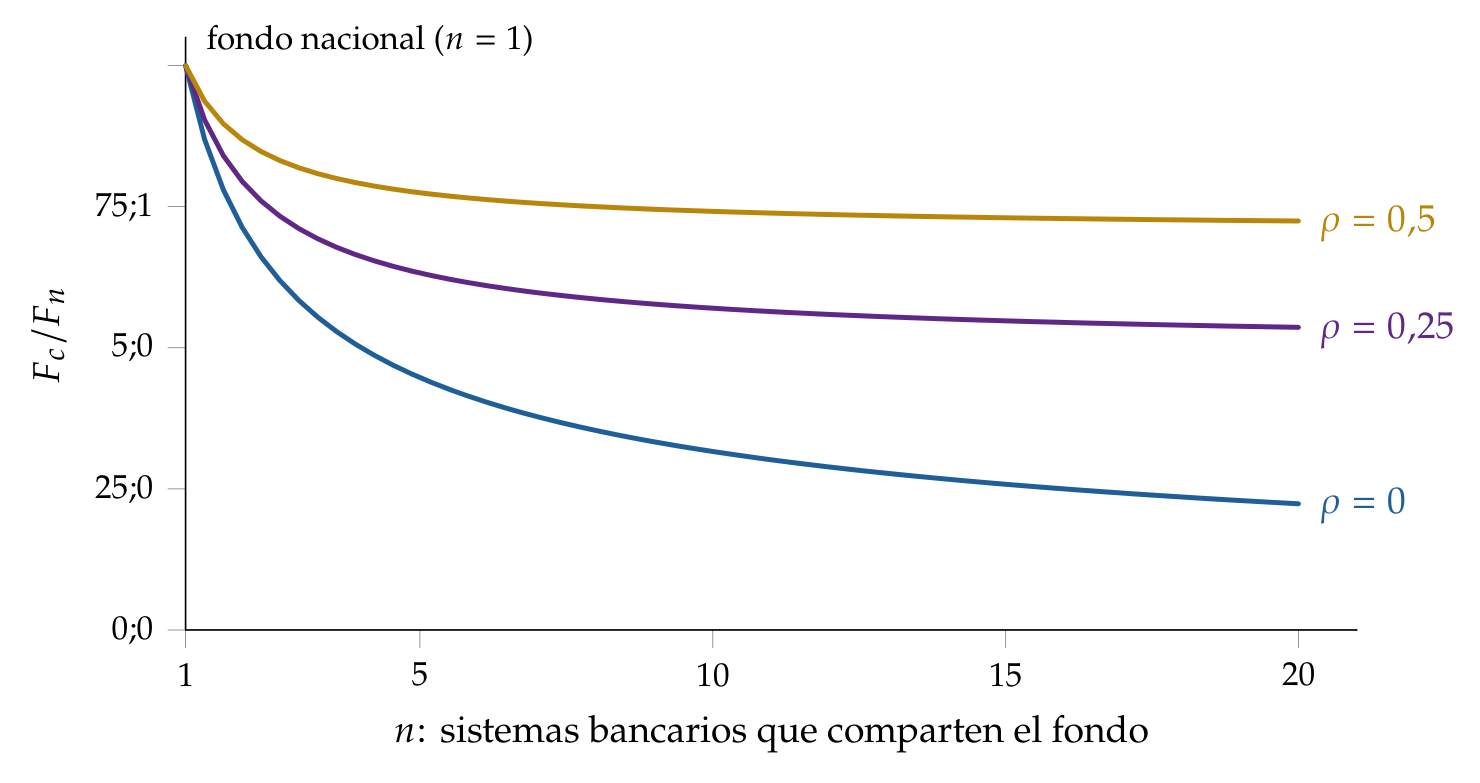 fondo nacional (n = 1)
75;1
5;0
25;0
0;0
F_c/F_n
ρ = 0,5
ρ = 0,25
ρ = 0
1 5 10 15 20
n: sistemas bancarios que comparten el fondo